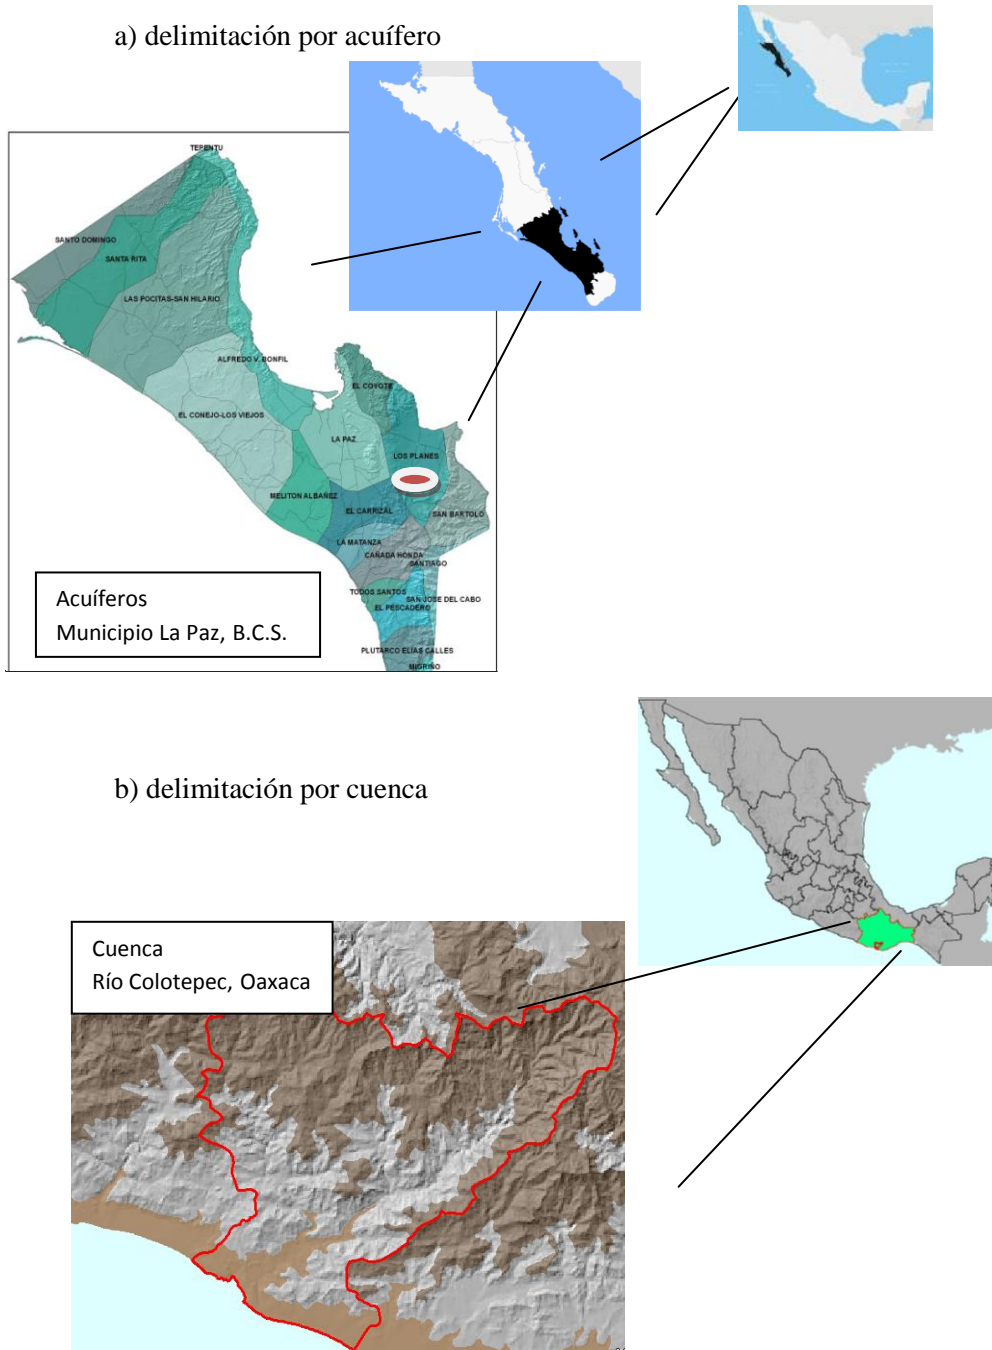 a) delimitación por acuífero
TEPENTU
SANTO DOMINGO
SANTA RITA
LAS POCITAS-SAN HILARIO
ALFREDO V. BONFIL
EL COYOTE
EL CONEJO-LOS VIEJOS
LA PAZ
LOS PLANES
MELITON ALBAÑEZ
EL CARRIZAL
SAN BARTOLO
LA MATANZA
CAÑADA HONDA
SANTIAGO
TODOS SANTOS
SAN JOSE DEL CABO
EL PESCADERO
PLUTARCO ELÍAS CALLES
MIGRIÑO
Acuíferos
Municipio La Paz, B.C.S.
b) delimitación por cuenca
Cuenca
Río Colotepec, Oaxaca